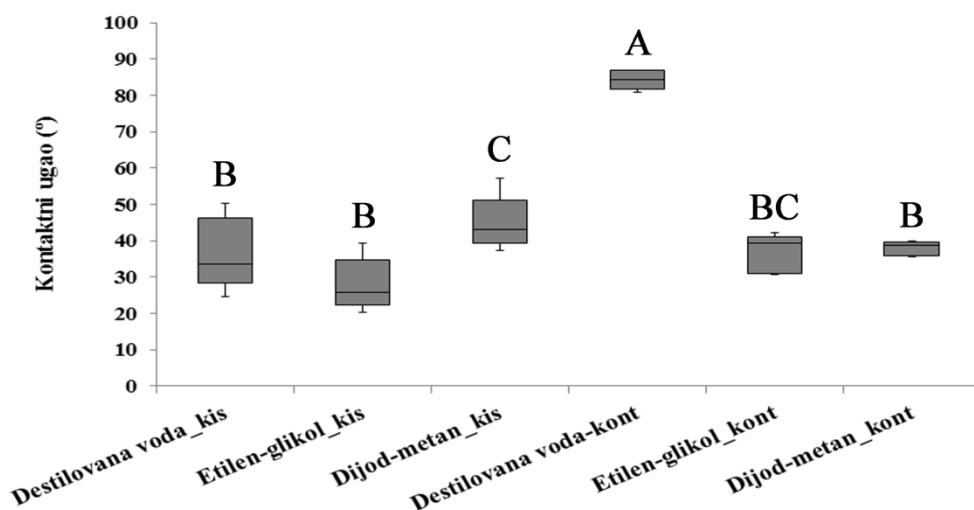 Kontaktni ugao (º)
100
90
80
70
60
50
40
30
20
10
0
B
B
C
A
BC
B
Destilovana voda_kis
Etilen-glikol_kis
Dijod-metan_kis
Destilovana voda-kont
Etilen-glikol_kont
Dijod-metan_kont